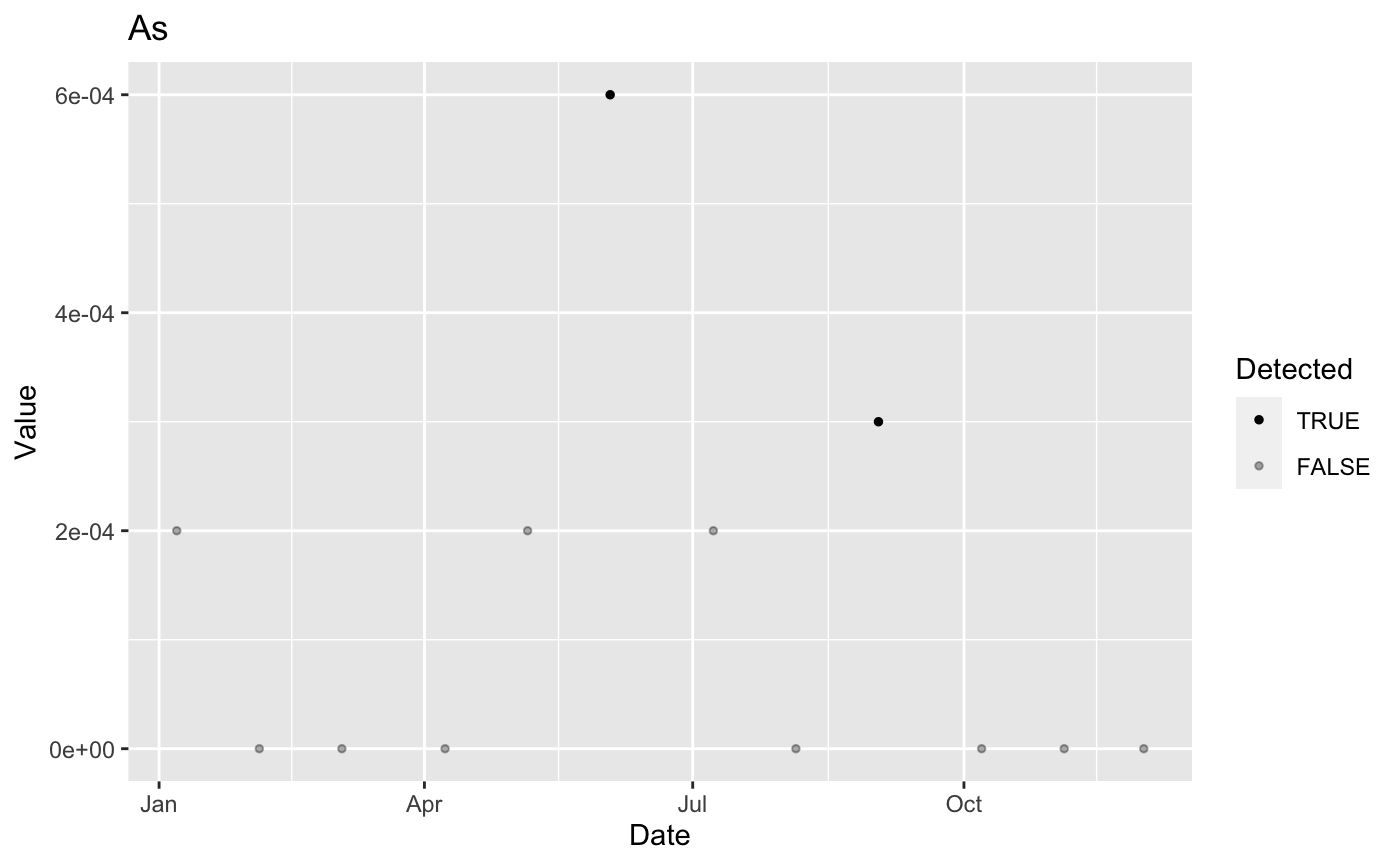 As
6e-04
4e-04
2e-04
0e+00
Value
Jan
Apr
Jul
Oct
Date
Detected
TRUE
FALSE